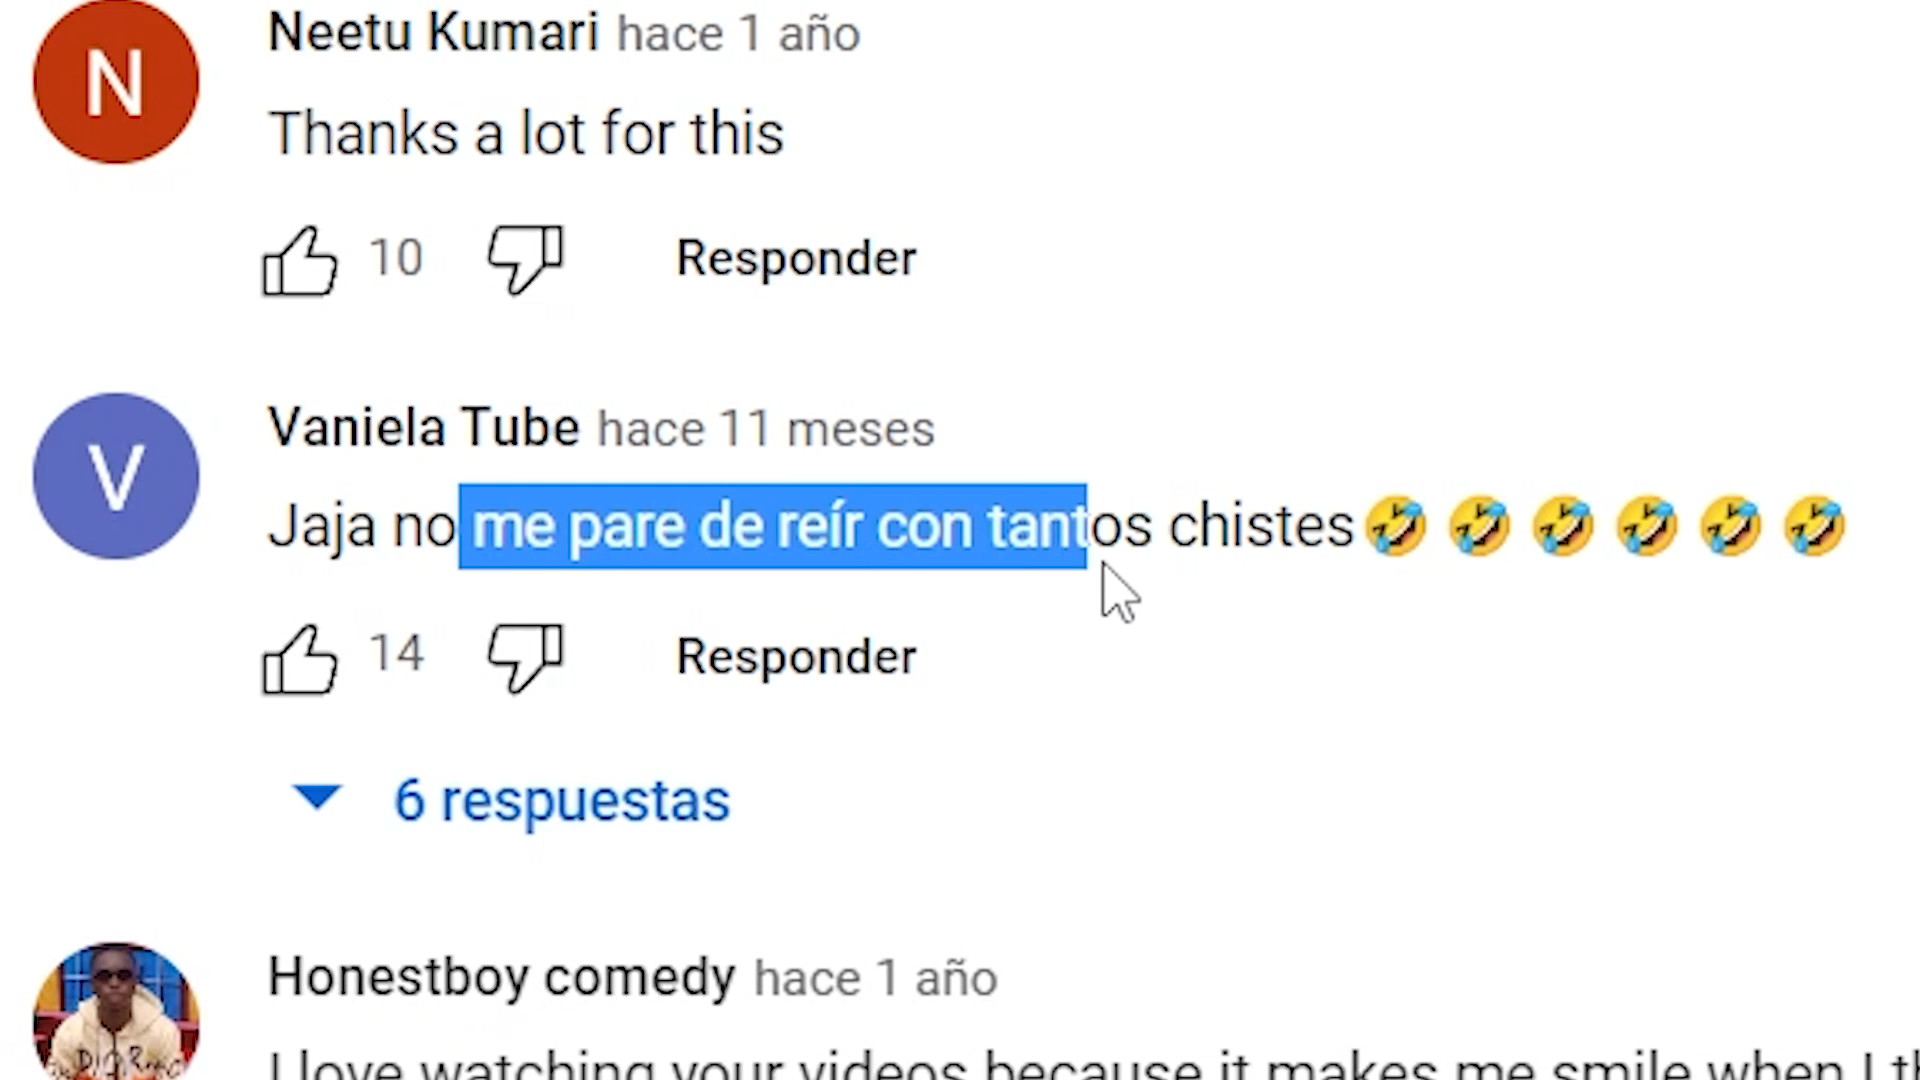 N
Neetu Kumari hace 1 año
Thanks a lot for this
10 Responder
V
Vaniela Tube hace 11 meses
Jaja no me pare de reír con tantos chistes🤣🤣🤣🤣🤣🤣
14 Responder
6 respuestas
Honestboy comedy hace 1 año
I love watching your videos because it makes me smile when I